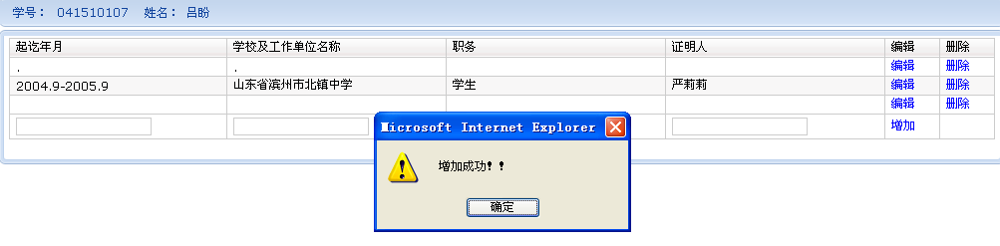 学号： 041510107 姓名： 吕盼
起讫年月 学校及工作单位名称 职务 证明人 编辑 删除
. . 编辑 删除
2004.9-2005.9 山东省滨州市北镇中学 学生 严莉莉 编辑 删除
编辑 删除
增加
Microsoft Internet Explorer
增加成功！！
确定